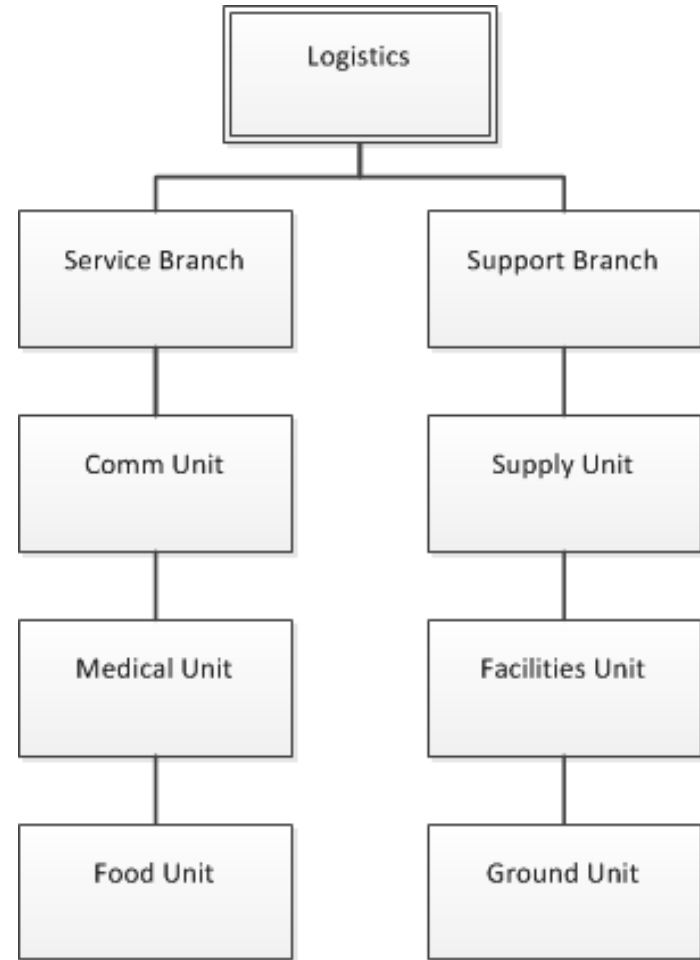 Logistics
Service Branch
Support Branch
Comm Unit
Supply Unit
Medical Unit
Facilities Unit
Food Unit
Ground Unit